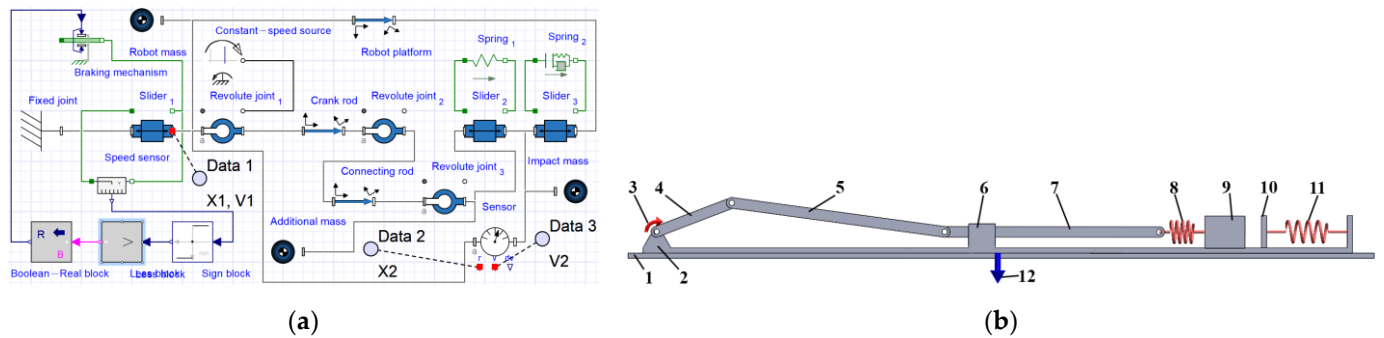 Robot mass
Constant−speed source
Robot platform
Spring 1
Spring 2
Braking mechanism
Fixed joint
Slider 1
Revolute joint 1
Crank rod
Revolute joint 2
Slider 2
Slider 3
a
a
Speed sensor
Data 1
Impact mass
X1, V1
Connecting rod
Revolute joint 3
a
Additional mass
Sensor
Data 3
Data 2
R
B
>
a
r
v
V2
X2
Boolean−Real block
Less block
Sign block
(a)
3
4
5
6
7
8
9
10
11
1
2
12
(b)